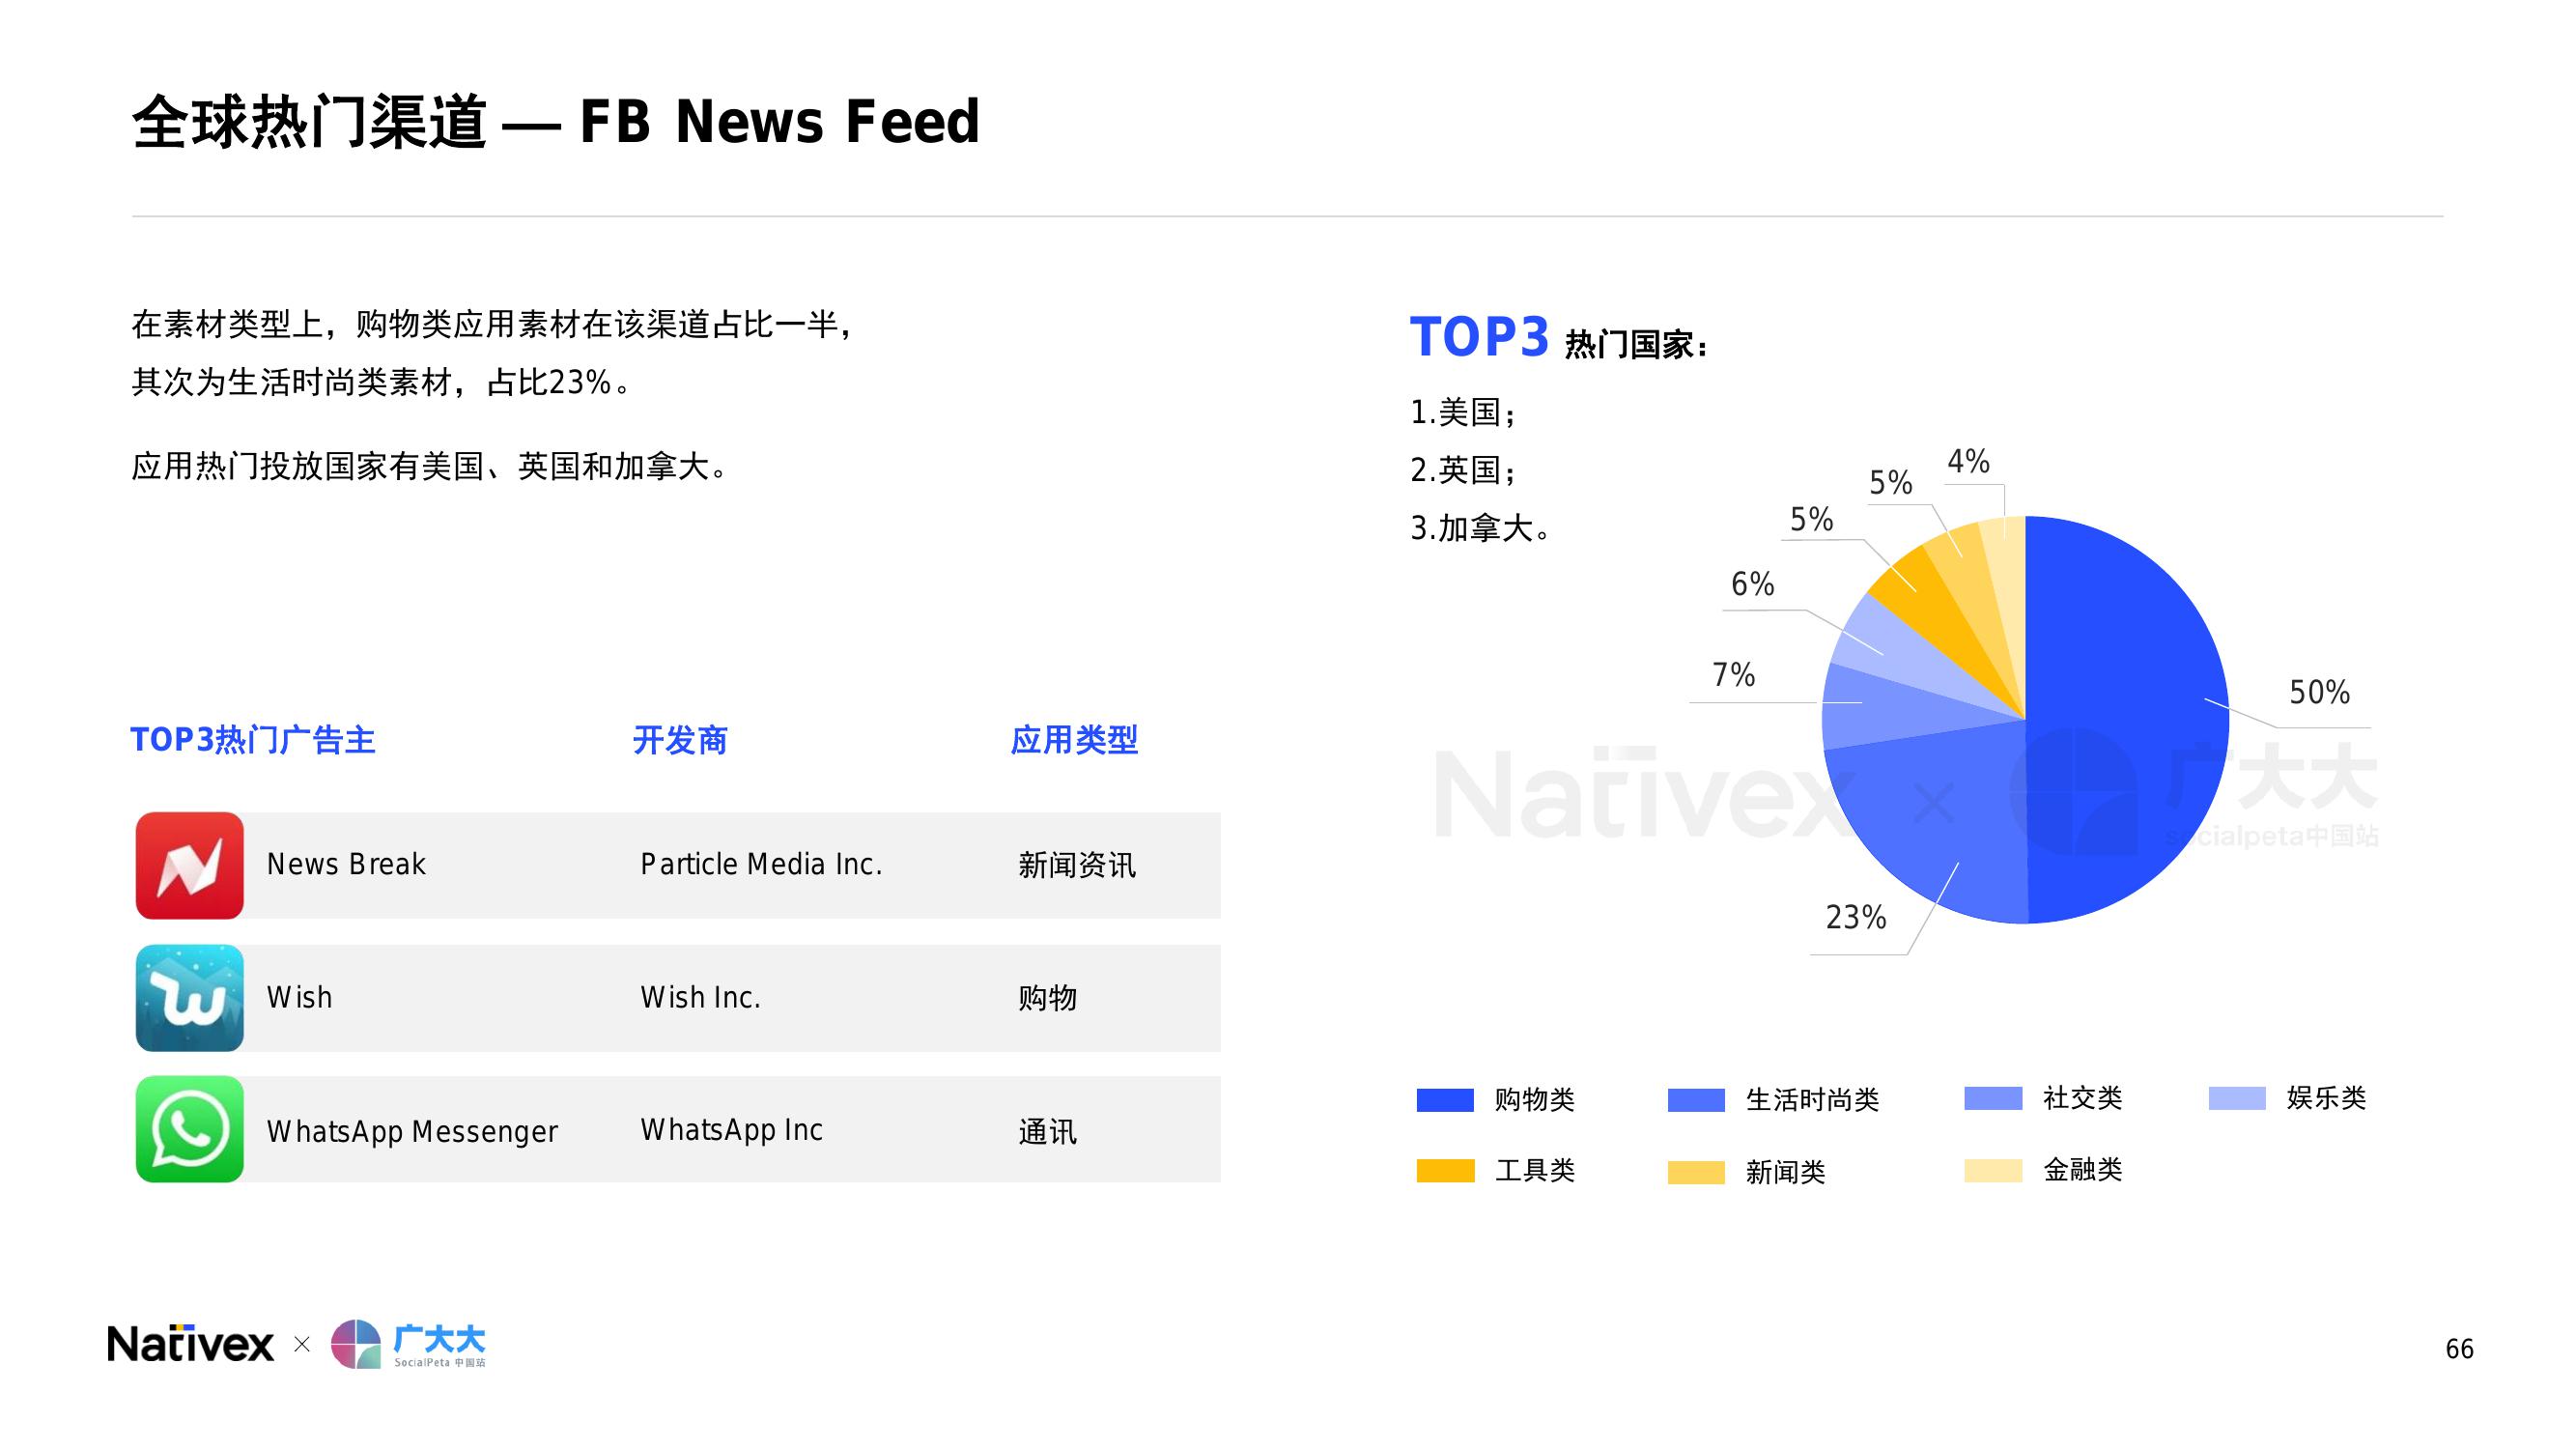 全球热门渠道 — FB News Feed
在素材类型上，购物类应用素材在该渠道占比一半，
其次为生活时尚类素材，占比23%。
应用热门投放国家有美国、英国和加拿大。
TOP3热门广告主 开发商 应用类型
News Break Particle Media Inc. 新闻资讯
Wish Wish Inc. 购物
WhatsApp Messenger WhatsApp Inc 通讯
TOP3 热门国家：
1.美国；
2.英国；
3.加拿大。
4%
5%
5%
6%
7%
50%
23%
Nativex × 广大大
socialpeta中国站
购物类 生活时尚类 社交类 娱乐类
工具类 新闻类 金融类
Nativex × 广大大
SocialPeta 中国站
66